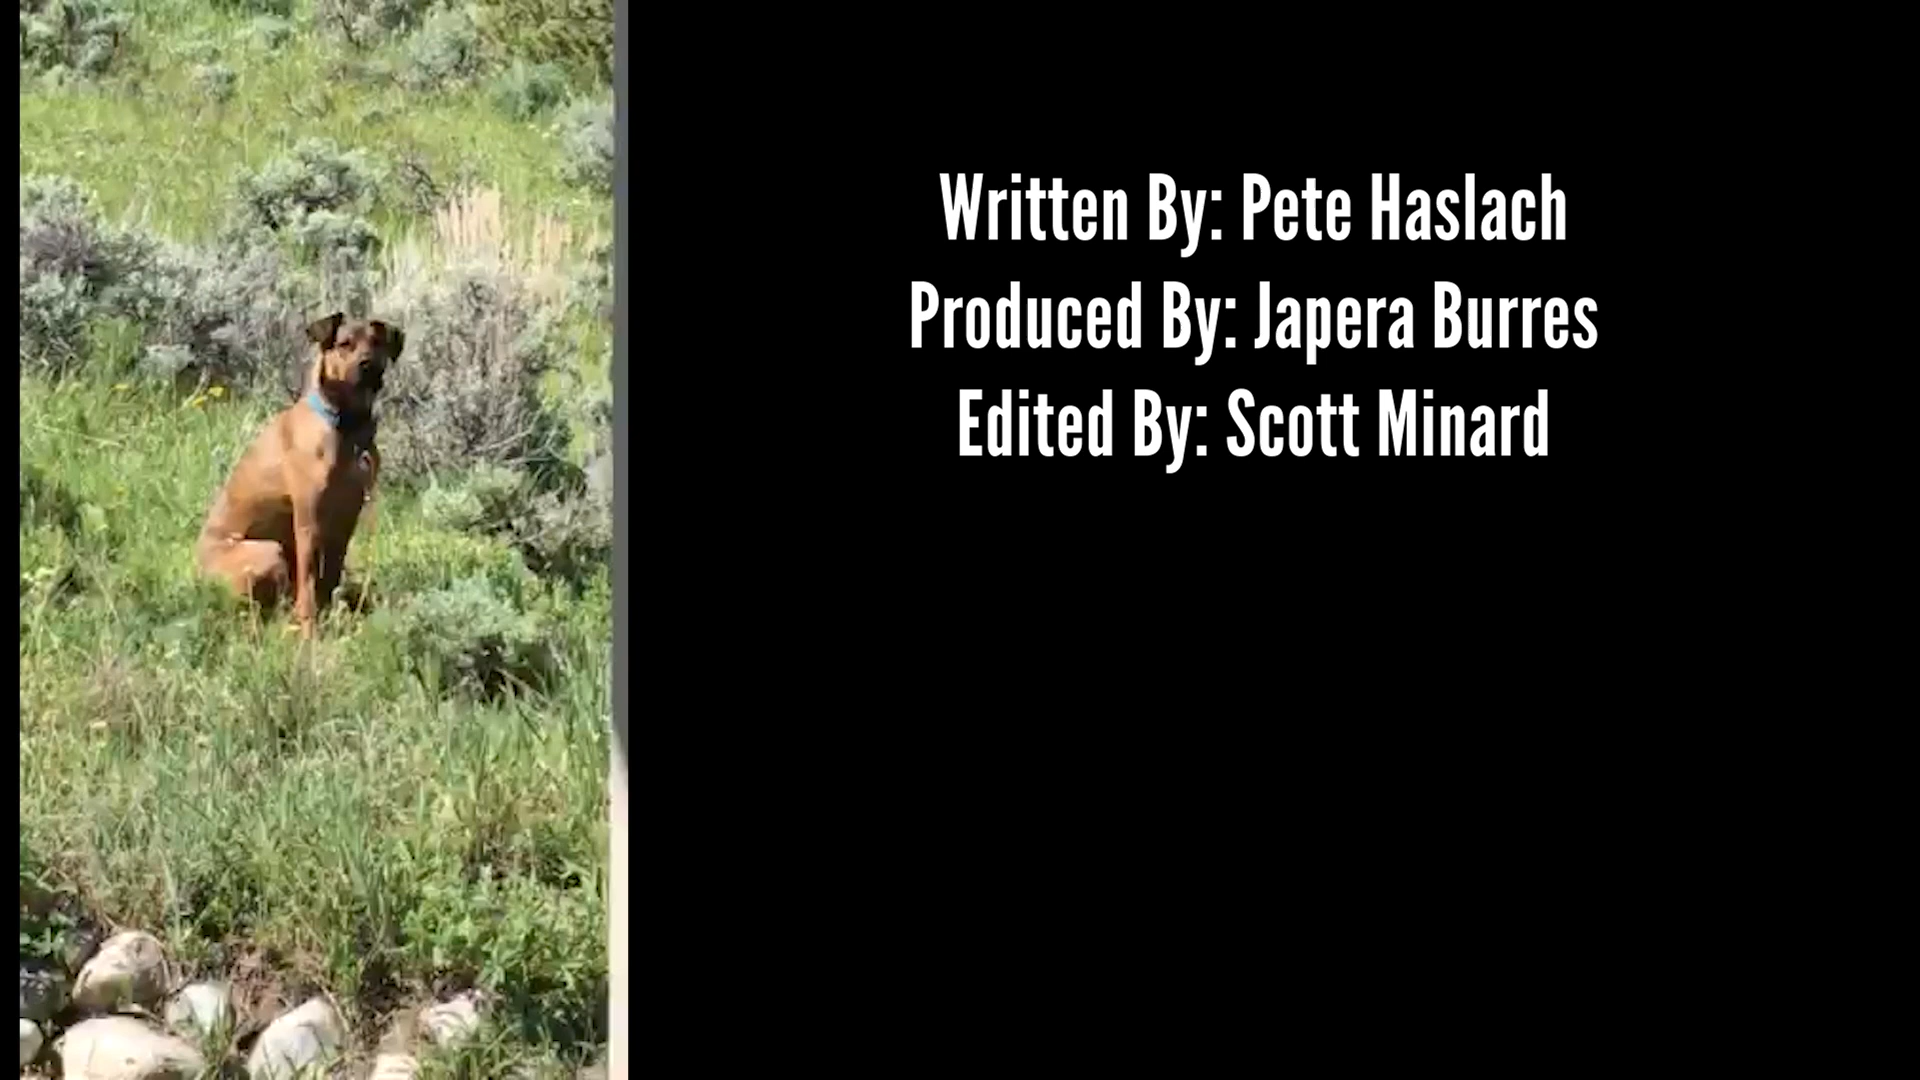 Written By: Pete Haslach
Produced By: Japera Burres
Edited By: Scott Minard